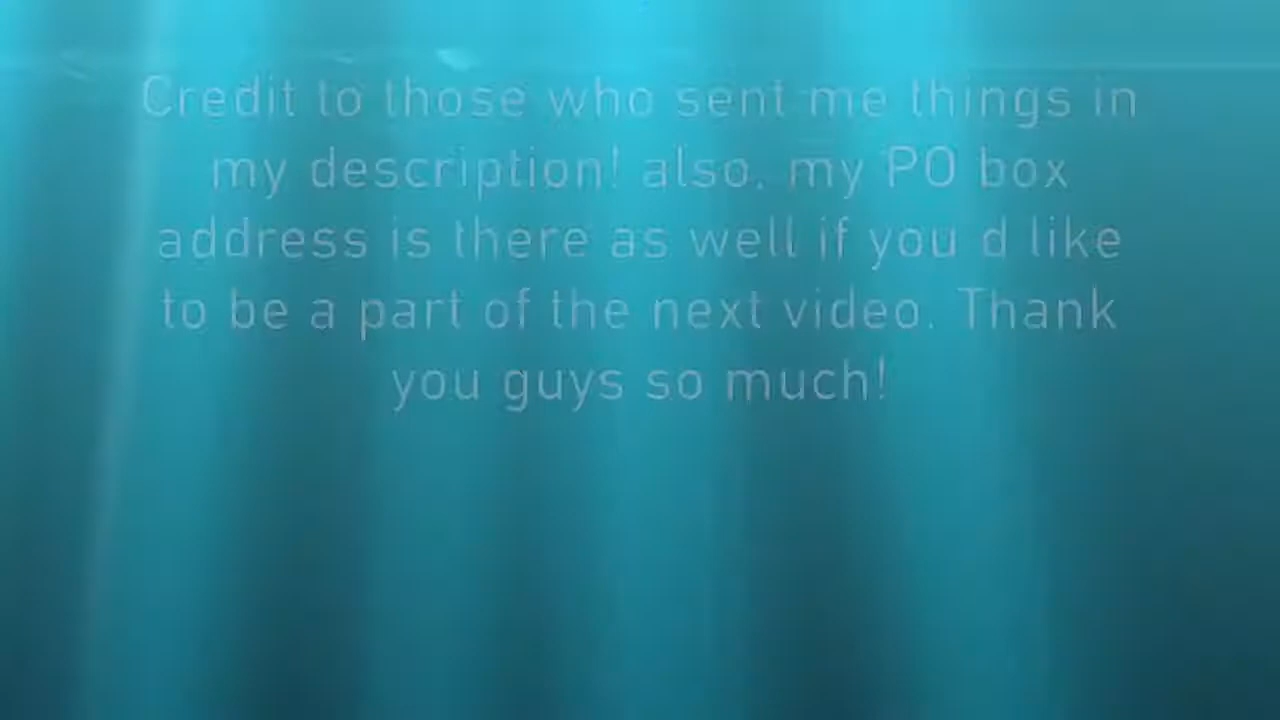 Credit to those who sent me things in
my description! also, my PO box
address is there as well if you d like
to be a part of the next video. Thank
you guys so much!